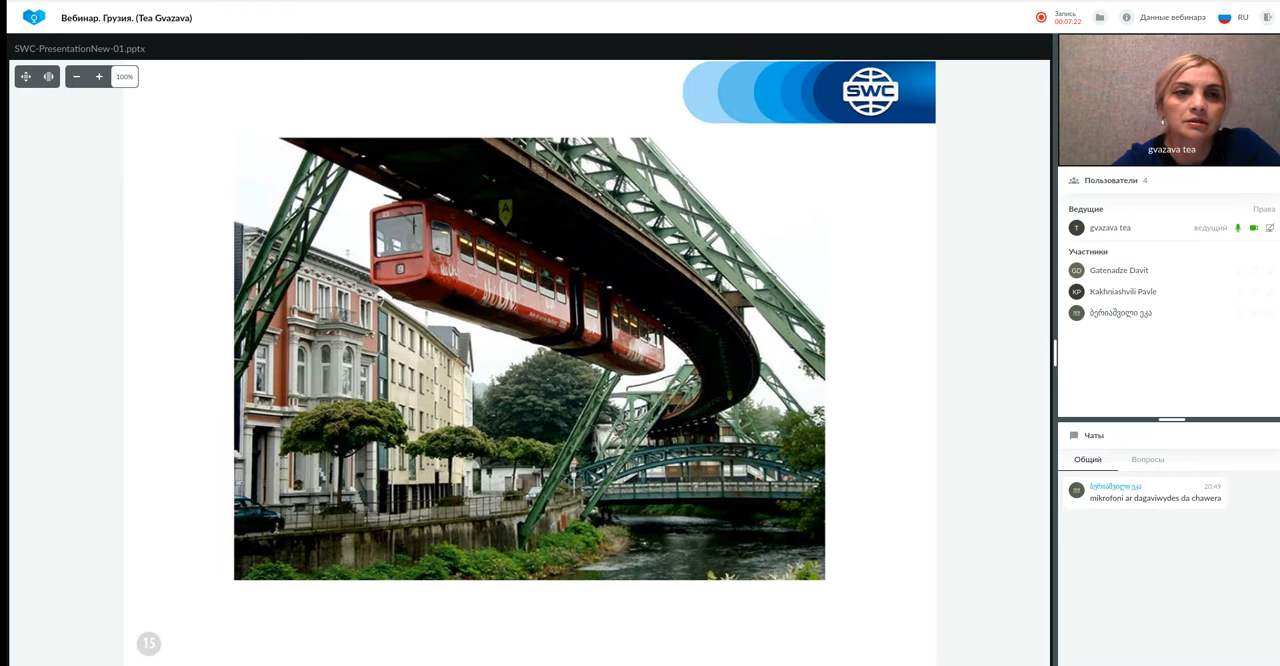 Вебинар. Грузия. (Tea Gvazava)
Запись
00:07:22
Данные вебинара
RU
SWC-PresentationNew-01.pptx
100%
SWC
A
gvazava tea
Пользователи 4
Ведущие
Права
T
gvazava tea
ведущий
Участники
GD
Gatenadze Davit
KP
Kakhniashvili Pavle
ბერიაშვილი ეკა
Чаты
Общий
Вопросы
ბერიაშვილი ეკა
20:49
mikrofoni ar dagaviwydes da chawera
15